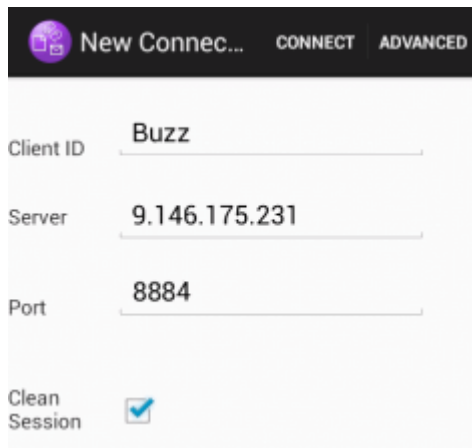 New Connec... CONNECT ADVANCED
Client ID Buzz
Server 9.146.175.231
Port 8884
Clean
Session